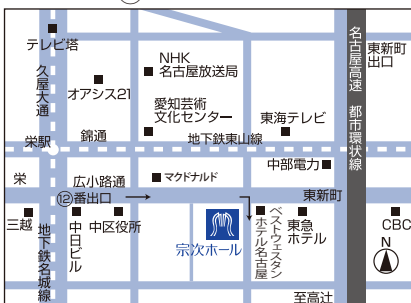 テレビ塔
NHK
名古屋放送局
名古屋高速 都市環状線
東新町
出口
久屋大通
オアシス21
愛知芸術
文化センター
東海テレビ
栄駅
錦通
地下鉄東山線
中部電力
栄
広小路通
マクドナルド
東新町
⑫番出口
三越
地下鉄名城線
中日ビル
中区役所
宗次ホール
ベストウェスタン
ホテル名古屋
東急
ホテル
CBC
N
至高辻